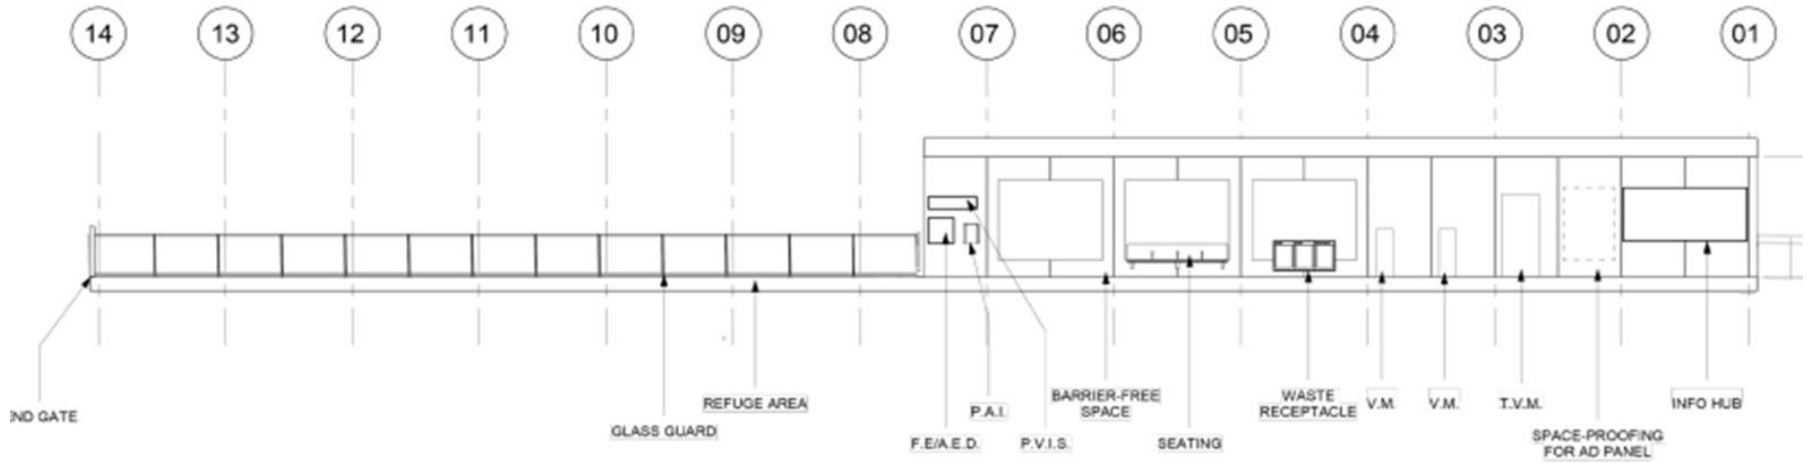 14 13 12 11 10 09 08 07 06 05 04 03 02 01
ND GATE
GLASS GUARD
REFUGE AREA
F.E/A.E.D.
P.A.I.
P.V.I.S.
BARRIER-FREE
SPACE
SEATING
WASTE
RECEPTACLE
V.M.
V.M.
T.V.M.
SPACE-PROOFING
FOR AD PANEL
INFO HUB